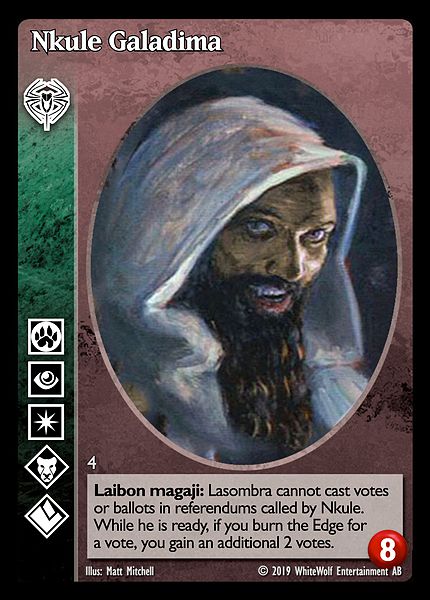 Nkule Galadima
4
Laibon magaji: Lasombra cannot cast votes
or ballots in referendums called by Nkule.
While he is ready, if you burn the Edge for
a vote, you gain an additional 2 votes.
8
Illus: Matt Mitchell
© 2019 WhiteWolf Entertainment AB